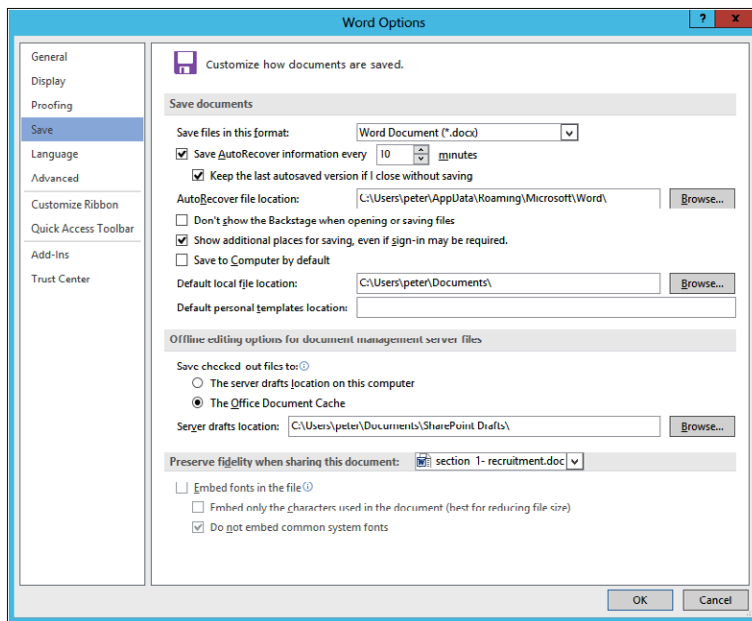 Word Options
? x
General
Display
Proofing
Save
Language
Advanced
Customize Ribbon
Quick Access Toolbar
Add-Ins
Trust Center
Customize how documents are saved.
Save documents
Save files in this format: Word Document (*.docx)
Save AutoRecover information every 10 minutes
Keep the last autosaved version if I close without saving
AutoRecover file location: C:\Users\peter\AppData\Roaming\Microsoft\Word\ Browse...
Don't show the Backstage when opening or saving files
Show additional places for saving, even if sign-in may be required.
Save to Computer by default
Default local file location: C:\Users\peter\Documents\ Browse...
Default personal templates location:
Offline editing options for document management server files
Save checked out files to:
The server drafts location on this computer
The Office Document Cache
Server drafts location: C:\Users\peter\Documents\SharePoint Drafts\ Browse...
Preserve fidelity when sharing this document: section 1- recruitment.doc
Embed fonts in the file
Embed only the characters used in the document (best for reducing file size)
Do not embed common system fonts
OK Cancel